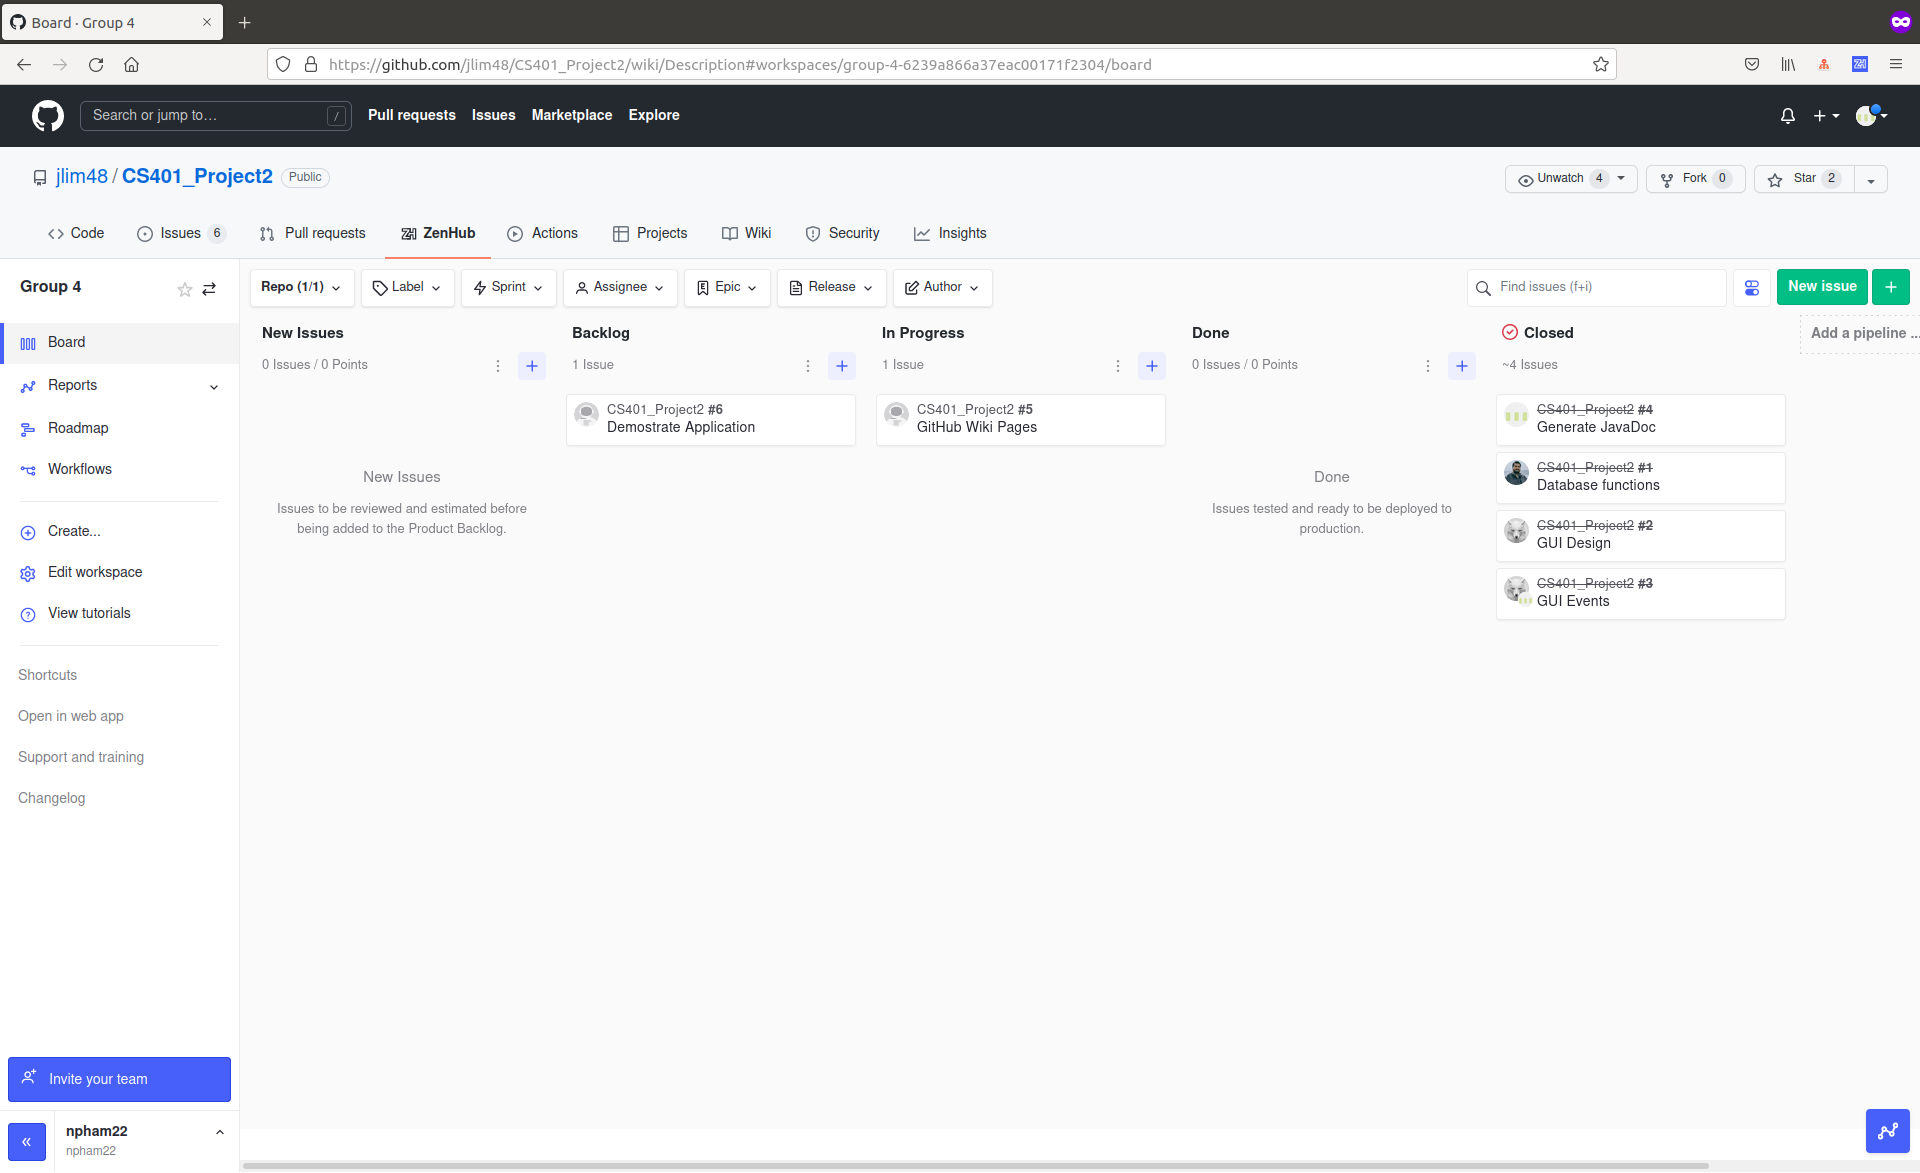 Board · Group 4
https://github.com/jlim48/CS401_Project2/wiki/Description#workspaces/group-4-6239a866a37eac00171f2304/board
Search or jump to… /
Pull requests Issues Marketplace Explore
jlim48 / CS401_Project2 Public
Unwatch 4 Fork 0 Star 2
Code Issues 6 Pull requests ZenHub Actions Projects Wiki Security Insights
Group 4
Board
Reports
Roadmap
Workflows
Create...
Edit workspace
View tutorials
Shortcuts
Open in web app
Support and training
Changelog
Invite your team
npham22
npham22
Repo (1/1) Label Sprint Assignee Epic Release Author
Find issues (f+i)
New issue
New Issues
0 Issues / 0 Points
New Issues
Issues to be reviewed and estimated before
being added to the Product Backlog.
Backlog
1 Issue
CS401_Project2 #6
Demostrate Application
In Progress
1 Issue
CS401_Project2 #5
GitHub Wiki Pages
Done
0 Issues / 0 Points
Done
Issues tested and ready to be deployed to
production.
Closed
~4 Issues
CS401_Project2 #4
Generate JavaDoc
CS401_Project2 #1
Database functions
CS401_Project2 #2
GUI Design
CS401_Project2 #3
GUI Events
Add a pipeline ...